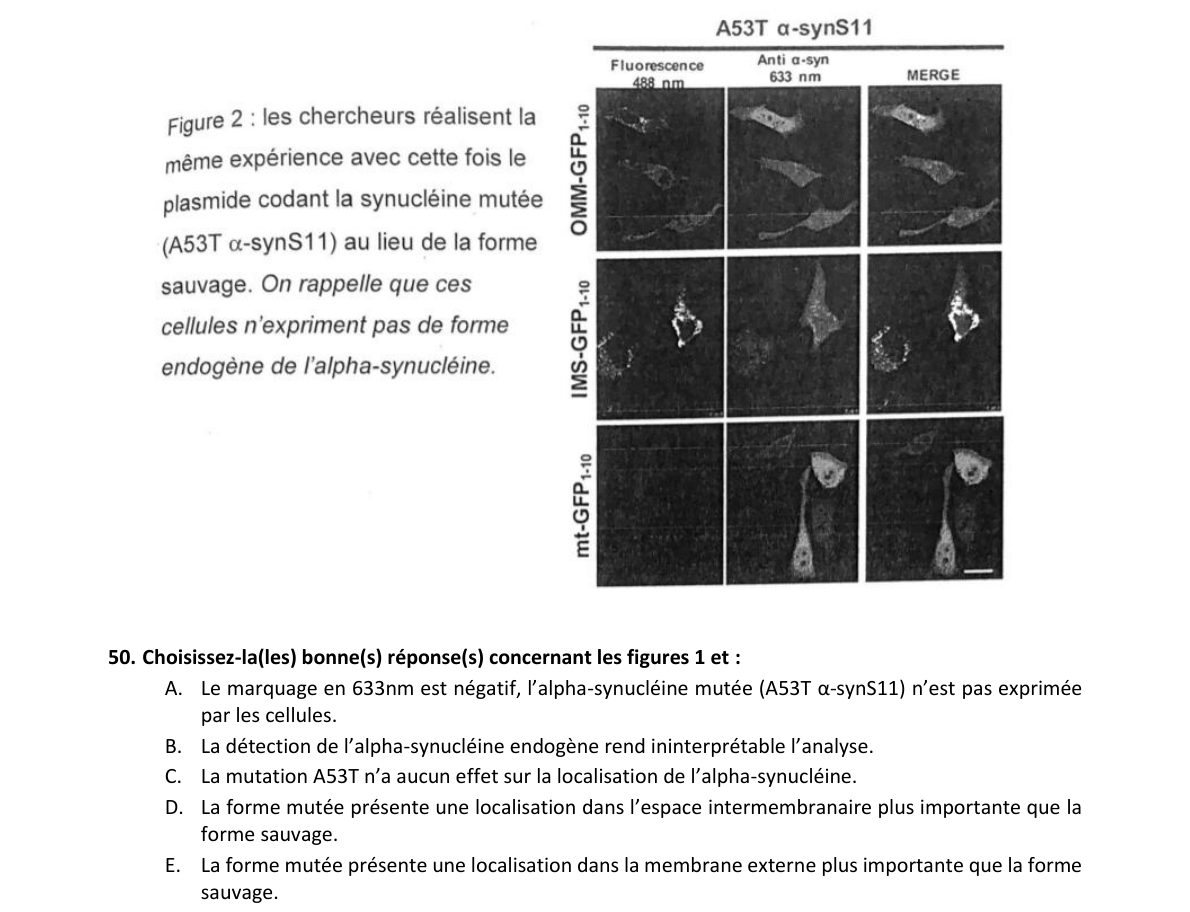 A53T α-synS11
Fluorescence
488 nm
Anti α-syn
633 nm
MERGE
Figure 2 : les chercheurs réalisent la
même expérience avec cette fois le
plasmide codant la synucléine mutée
(A53T α-synS11) au lieu de la forme
sauvage. On rappelle que ces
cellules n'expriment pas de forme
endogène de l'alpha-synucléine.
OMM-GFP1-10
IMS-GFP1-10
mt-GFP1-10
50. Choisissez-la(les) bonne(s) réponse(s) concernant les figures 1 et :
A. Le marquage en 633nm est négatif, l'alpha-synucléine mutée (A53T α-synS11) n'est pas exprimée
par les cellules.
B. La détection de l'alpha-synucléine endogène rend ininterprétable l'analyse.
C. La mutation A53T n'a aucun effet sur la localisation de l'alpha-synucléine.
D. La forme mutée présente une localisation dans l'espace intermembranaire plus importante que la
forme sauvage.
E. La forme mutée présente une localisation dans la membrane externe plus importante que la forme
sauvage.